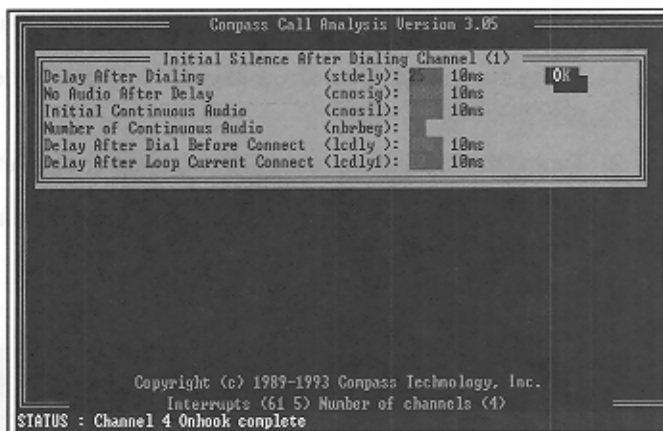 Compass Call Analysis Version 3.05
Initial Silence After Dialing Channel (1)
Delay After Dialing (stdely): 25 10ms OK
No Audio After Delay (cnosig): 10ms
Initial Continuous Audio (cnosil): 10ms
Number of Continuous Audio (nbrbeg):
Delay After Dial Before Connect (lcdly ): 10ms
Delay After Loop Current Connect (lcdly1): 10ms
Copyright (c) 1989-1993 Compass Technology, Inc.
Interrupts (61 5) Number of channels (4)
STATUS : Channel 4 Onhook complete